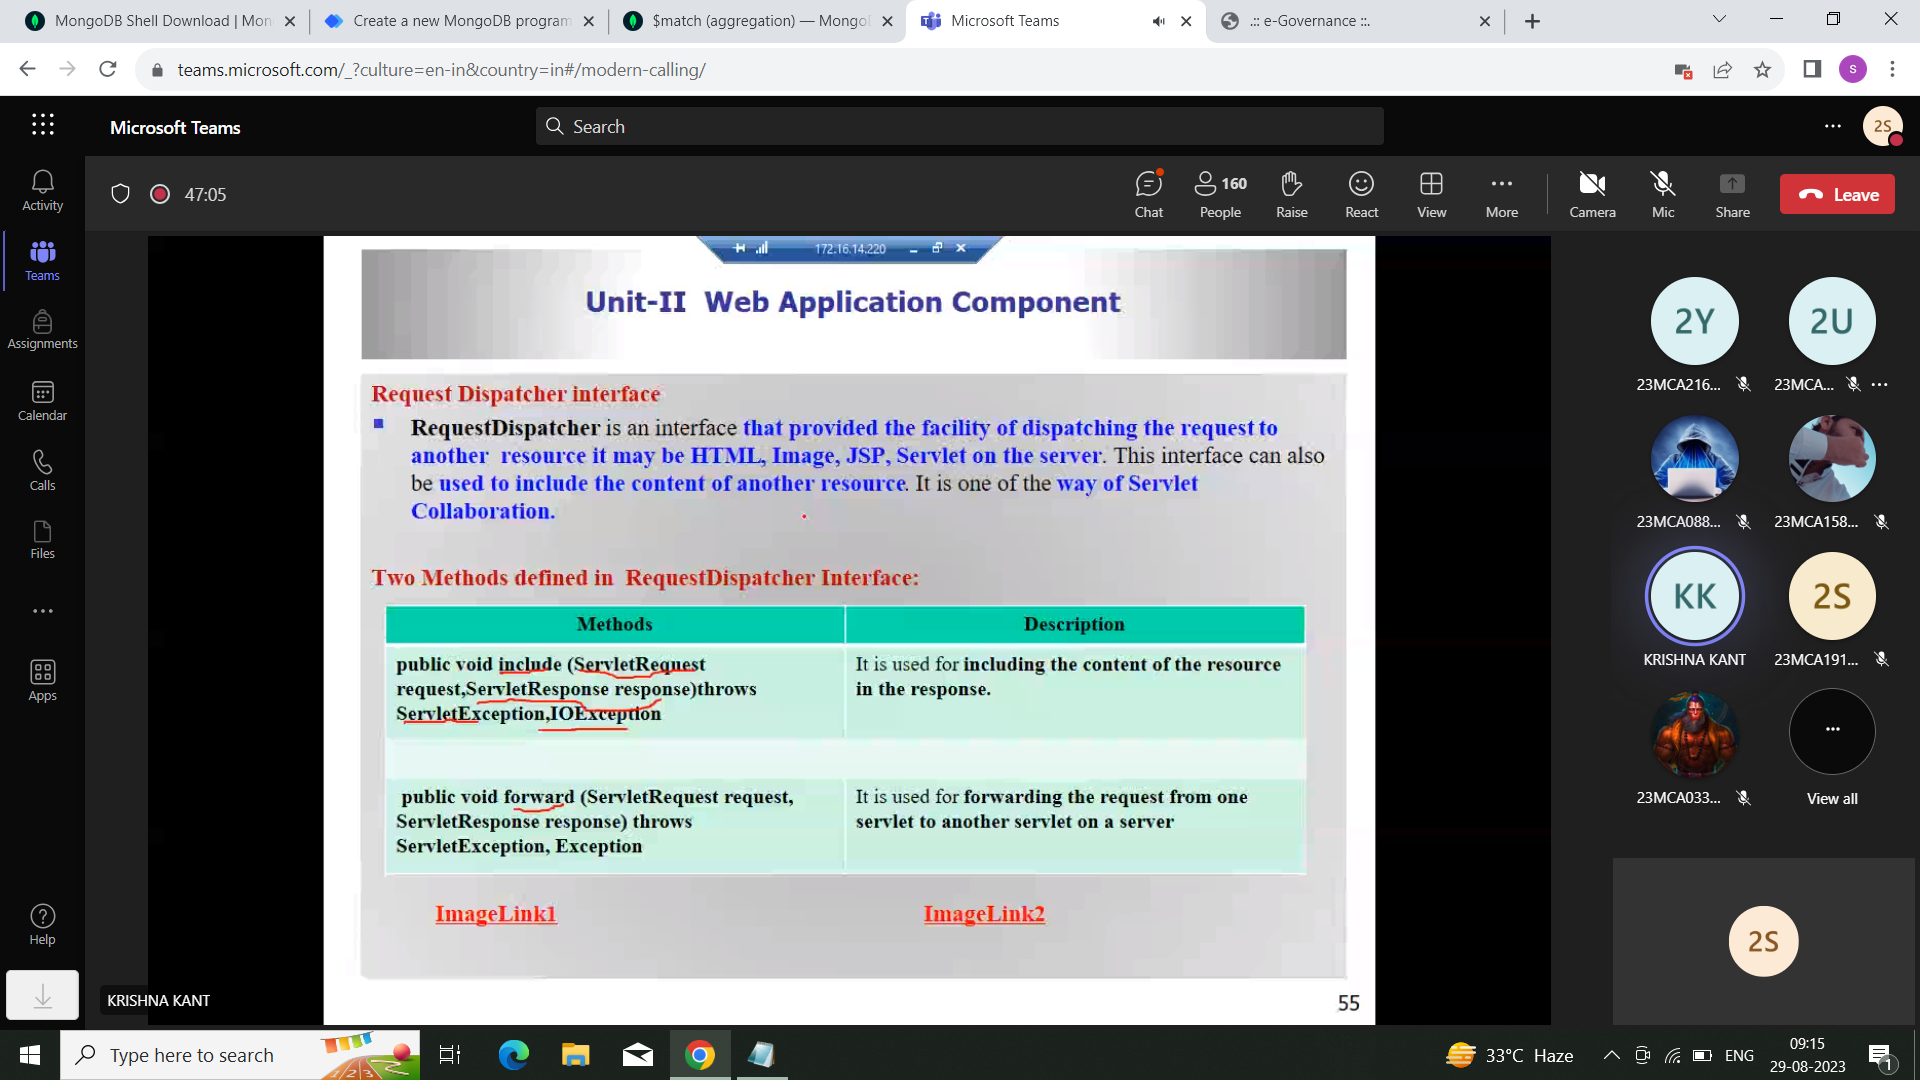 MongoDB Shell Download | Mon
Create a new MongoDB program
$match (aggregation) — MongoD
Microsoft Teams
.:: e-Governance ::.
teams.microsoft.com/_?culture=en-in&country=in#/modern-calling/
S
Microsoft Teams
Search
2S
47:05
Chat
160
People
Raise
React
View
More
Camera
Mic
Share
Leave
Activity
Teams
Assignments
Calendar
Calls
Files
Apps
Help
172.16.14.220
Unit-II Web Application Component
Request Dispatcher interface
RequestDispatcher is an interface that provided the facility of dispatching the request to
another resource it may be HTML, Image, JSP, Servlet on the server. This interface can also
be used to include the content of another resource. It is one of the way of Servlet
Collaboration.
Two Methods defined in RequestDispatcher Interface:
Methods
Description
public void include (ServletRequest
request,ServletResponse response)throws
ServletException,IOException
It is used for including the content of the resource
in the response.
public void forward (ServletRequest request,
ServletResponse response) throws
ServletException, Exception
It is used for forwarding the request from one
servlet to another servlet on a server
ImageLink1
ImageLink2
55
KRISHNA KANT
2Y
2U
23MCA216...
23MCA...
23MCA088...
23MCA158...
KK
2S
KRISHNA KANT
23MCA191...
23MCA033...
View all
2S
Type here to search
33°C Haze
ENG
09:15
29-08-2023
1